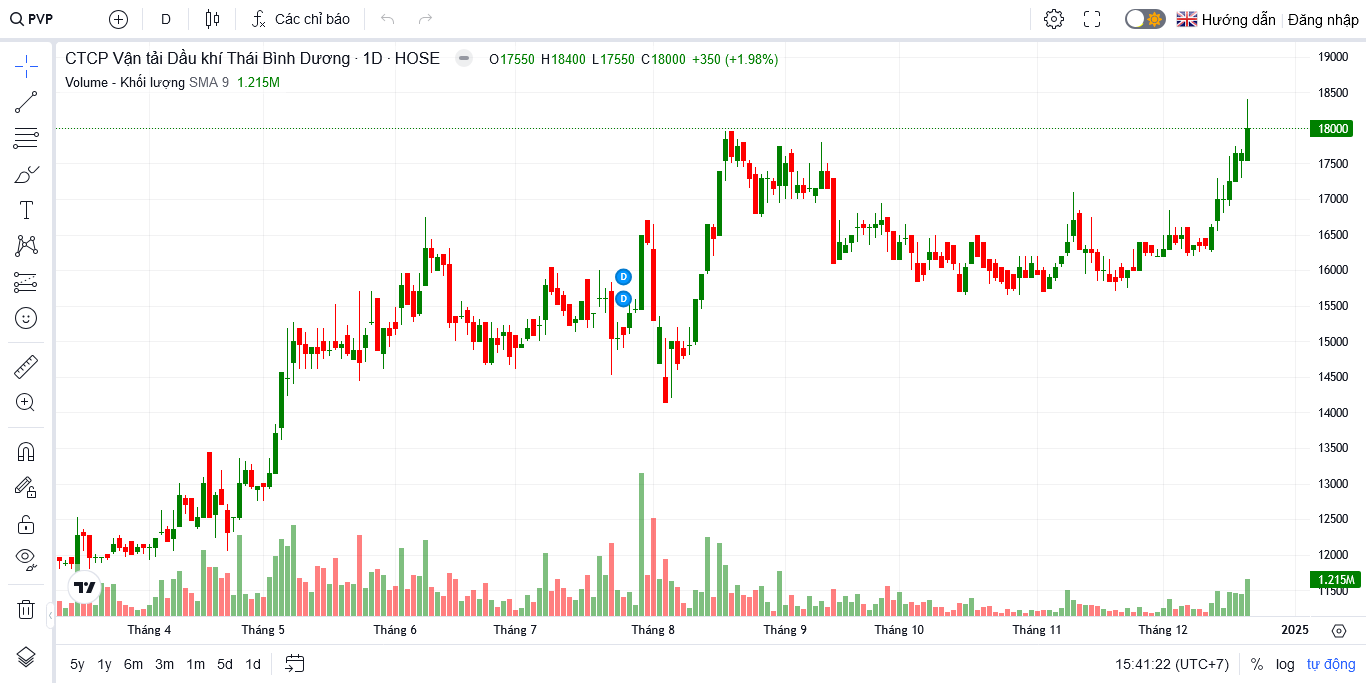 PVP D Các chỉ báo Hướng dẫn Đăng nhập
CTCP Vận tải Dầu khí Thái Bình Dương · 1D · HOSE O17550 H18400 L17550 C18000 +350 (+1.98%)
Volume - Khối lượng SMA 9 1.215M
19000
18500
18000
17500
17000
16500
16000
15500
15000
14500
14000
13500
13000
12500
12000
1.215M
11500
D
D
Tháng 4 Tháng 5 Tháng 6 Tháng 7 Tháng 8 Tháng 9 Tháng 10 Tháng 11 Tháng 12 2025
5y 1y 6m 3m 1m 5d 1d 15:41:22 (UTC+7) % log tự động